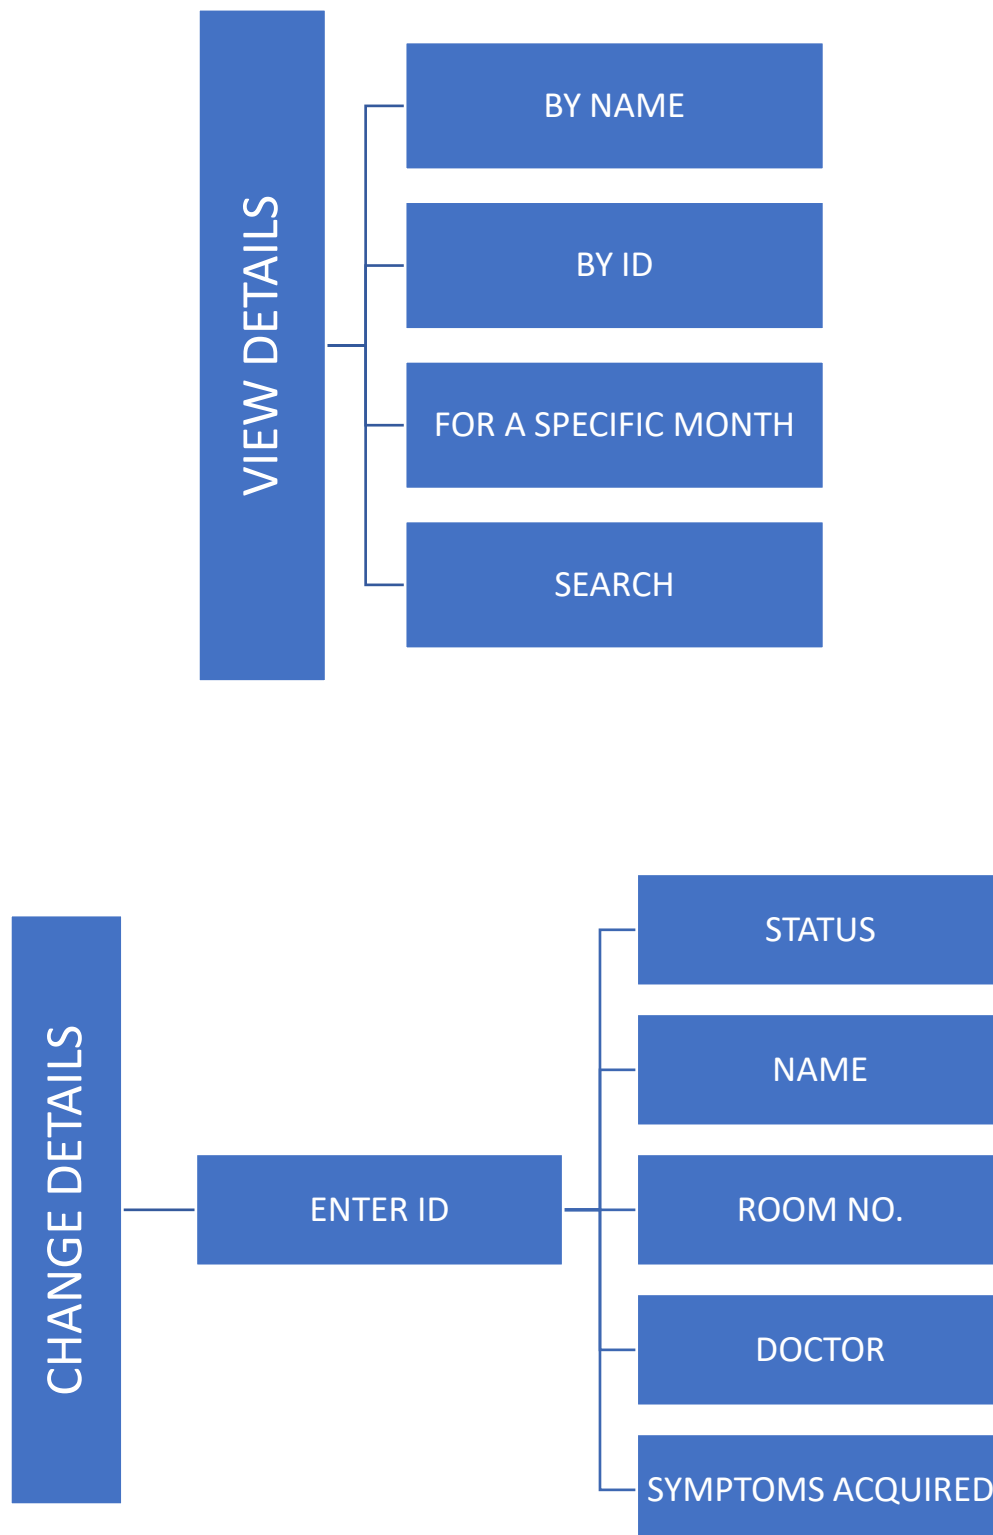 VIEW DETAILS
BY NAME
BY ID
FOR A SPECIFIC MONTH
SEARCH
CHANGE DETAILS
ENTER ID
STATUS
NAME
ROOM NO.
DOCTOR
SYMPTOMS ACQUIRED